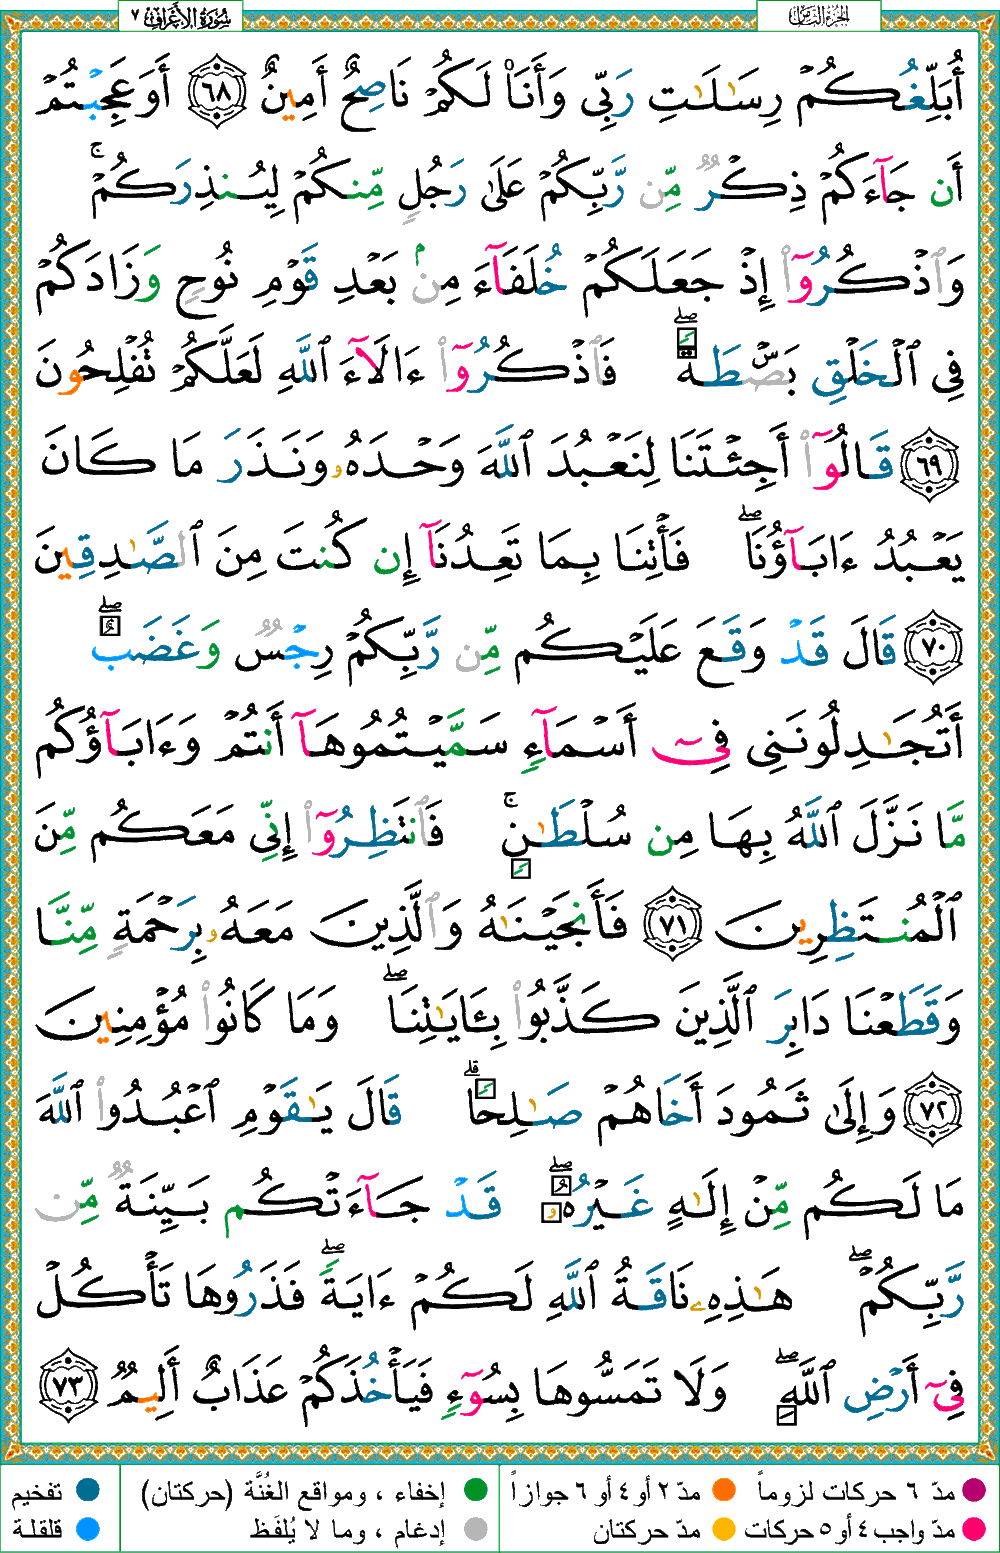 سُورَةُ الأَعْرَافِ ٧
الجُزْءُ الثَّامِنُ
أُبَلِّغُكُمْ رِسَٰلَٰتِ رَبِّى وَأَنَا۠ لَكُمْ نَاصِحٌ أَمِينٌ ٦٨ أَوَعَجِبْتُمْ
أَن جَآءَكُمْ ذِكْرٌ مِّن رَّبِّكُمْ عَلَىٰ رَجُلٍ مِّنكُمْ لِيُنذِرَكُمْ ۚ
وَٱذْكُرُوٓا۟ إِذْ جَعَلَكُمْ خُلَفَآءَ مِنۢ بَعْدِ قَوْمِ نُوحٍ وَزَادَكُمْ
فِى ٱلْخَلْقِ بَصْۜطَةً ۖ فَٱذْكُرُوٓا۟ ءَالَآءَ ٱللَّهِ لَعَلَّكُمْ تُفْلِحُونَ
٦٩ قَالُوٓا۟ أَجِئْتَنَا لِنَعْبُدَ ٱللَّهَ وَحْدَهُۥ وَنَذَرَ مَا كَانَ
يَعْبُدُ ءَابَآؤُنَا ۖ فَأْتِنَا بِمَا تَعِدُنَآ إِن كُنتَ مِنَ ٱلصَّٰدِقِينَ
٧٠ قَالَ قَدْ وَقَعَ عَلَيْكُم مِّن رَّبِّكُمْ رِجْسٌ وَغَضَبٌ ۖ
أَتُجَٰدِلُونَنِى فِىٓ أَسْمَآءٍ سَمَّيْتُمُوهَآ أَنتُمْ وَءَابَآؤُكُم
مَّا نَزَّلَ ٱللَّهُ بِهَا مِن سُلْطَٰنٍ ۚ فَٱنتَظِرُوٓا۟ إِنِّى مَعَكُم مِّنَ
ٱلْمُنتَظِرِينَ ٧١ فَأَنجَيْنَٰهُ وَٱلَّذِينَ مَعَهُۥ بِرَحْمَةٍ مِّنَّا
وَقَطَعْنَا دَابِرَ ٱلَّذِينَ كَذَّبُوا۟ بِـَٔايَٰتِنَا ۖ وَمَا كَانُوا۟ مُؤْمِنِينَ
٧٢ وَإِلَىٰ ثَمُودَ أَخَاهُمْ صَٰلِحًا ۗ قَالَ يَٰقَوْمِ ٱعْبُدُوا۟ ٱللَّهَ
مَا لَكُم مِّنْ إِلَٰهٍ غَيْرُهُۥ ۖ قَدْ جَآءَتْكُم بَيِّنَةٌ مِّن
رَّبِّكُمْ ۖ هَٰذِهِۦ نَاقَةُ ٱللَّهِ لَكُمْ ءَايَةً ۖ فَذَرُوهَا تَأْكُلْ
فِىٓ أَرْضِ ٱللَّهِ ۖ وَلَا تَمَسُّوهَا بِسُوٓءٍ فَيَأْخُذَكُمْ عَذَابٌ أَلِيمٌ ٧٣
مدّ ٦ حركات لزوماً
مدّ ٢ أو ٤ أو ٦ جوازاً
إخفاء ، ومواقع الغُنَّة (حركتان)
تفخيم
مدّ واجب ٤ أو ٥ حركات
مدّ حركتان
إدغام ، وما لا يُلفَظ
قلقلة